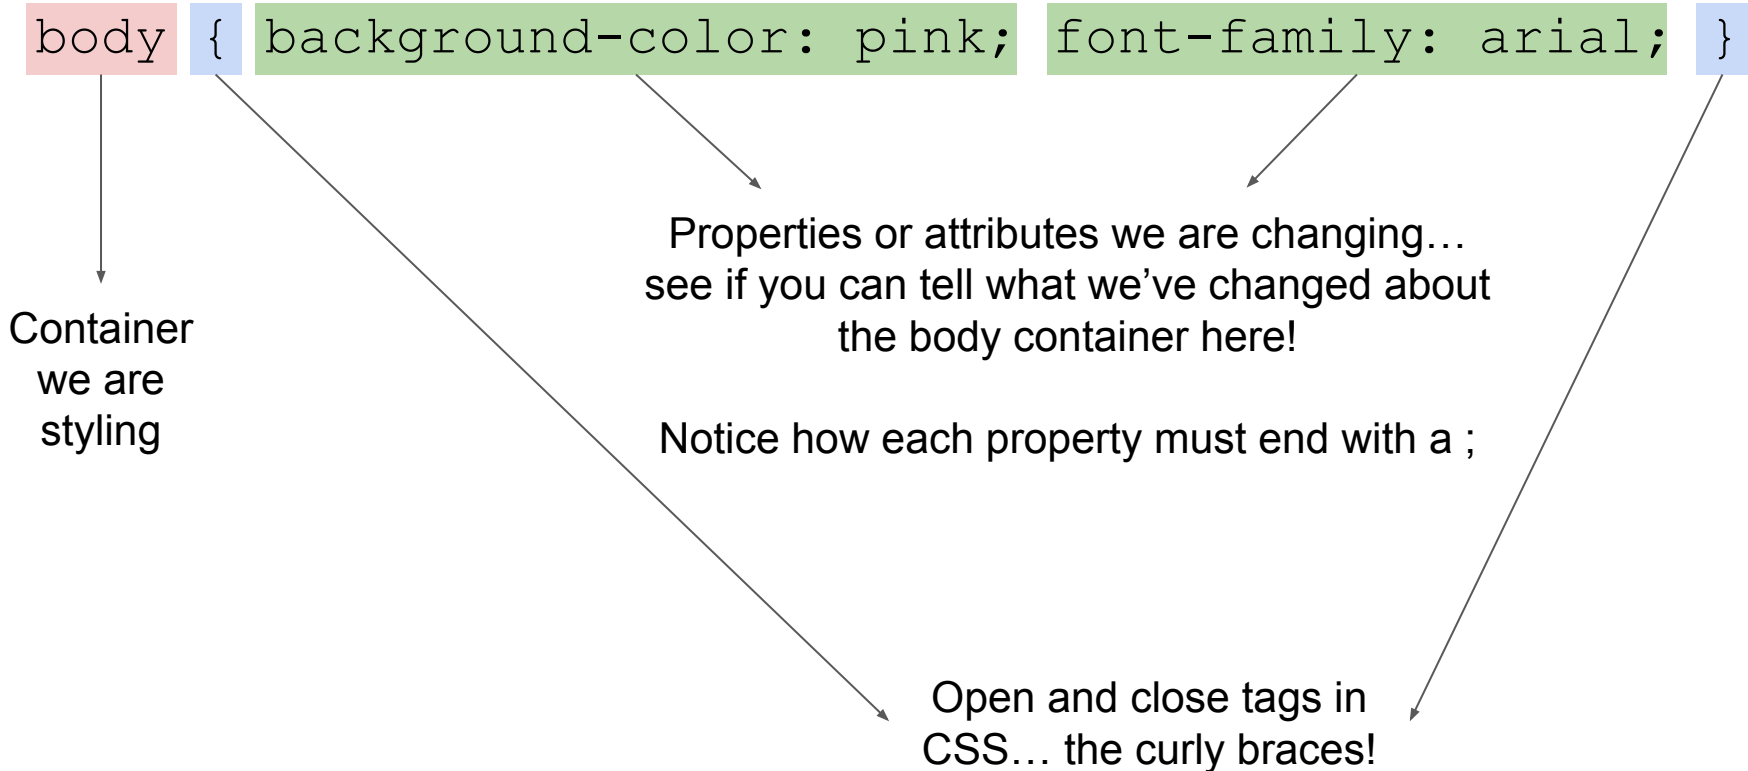 body { background-color: pink; font-family: arial; }
Properties or attributes we are changing…
see if you can tell what we’ve changed about
the body container here!
Container
we are
styling
Notice how each property must end with a ;
Open and close tags in
CSS… the curly braces!